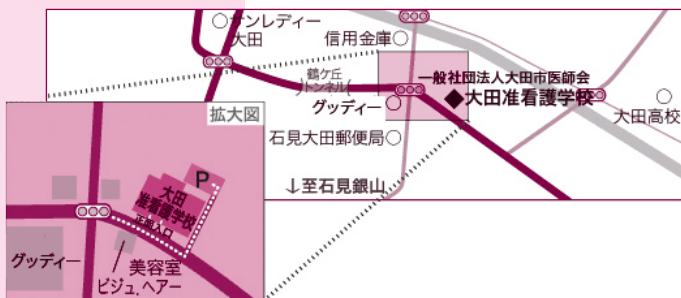 サンレディー
大田
信用金庫
鶴ケ丘
トンネル
一般社団法人大田市医師会
大田准看護学校
グッディー
大田高校
石見大田郵便局
↓至石見銀山
拡大図
P
大田
准看護学校
正面入口
グッディー
美容室
ビジュ.ヘアー